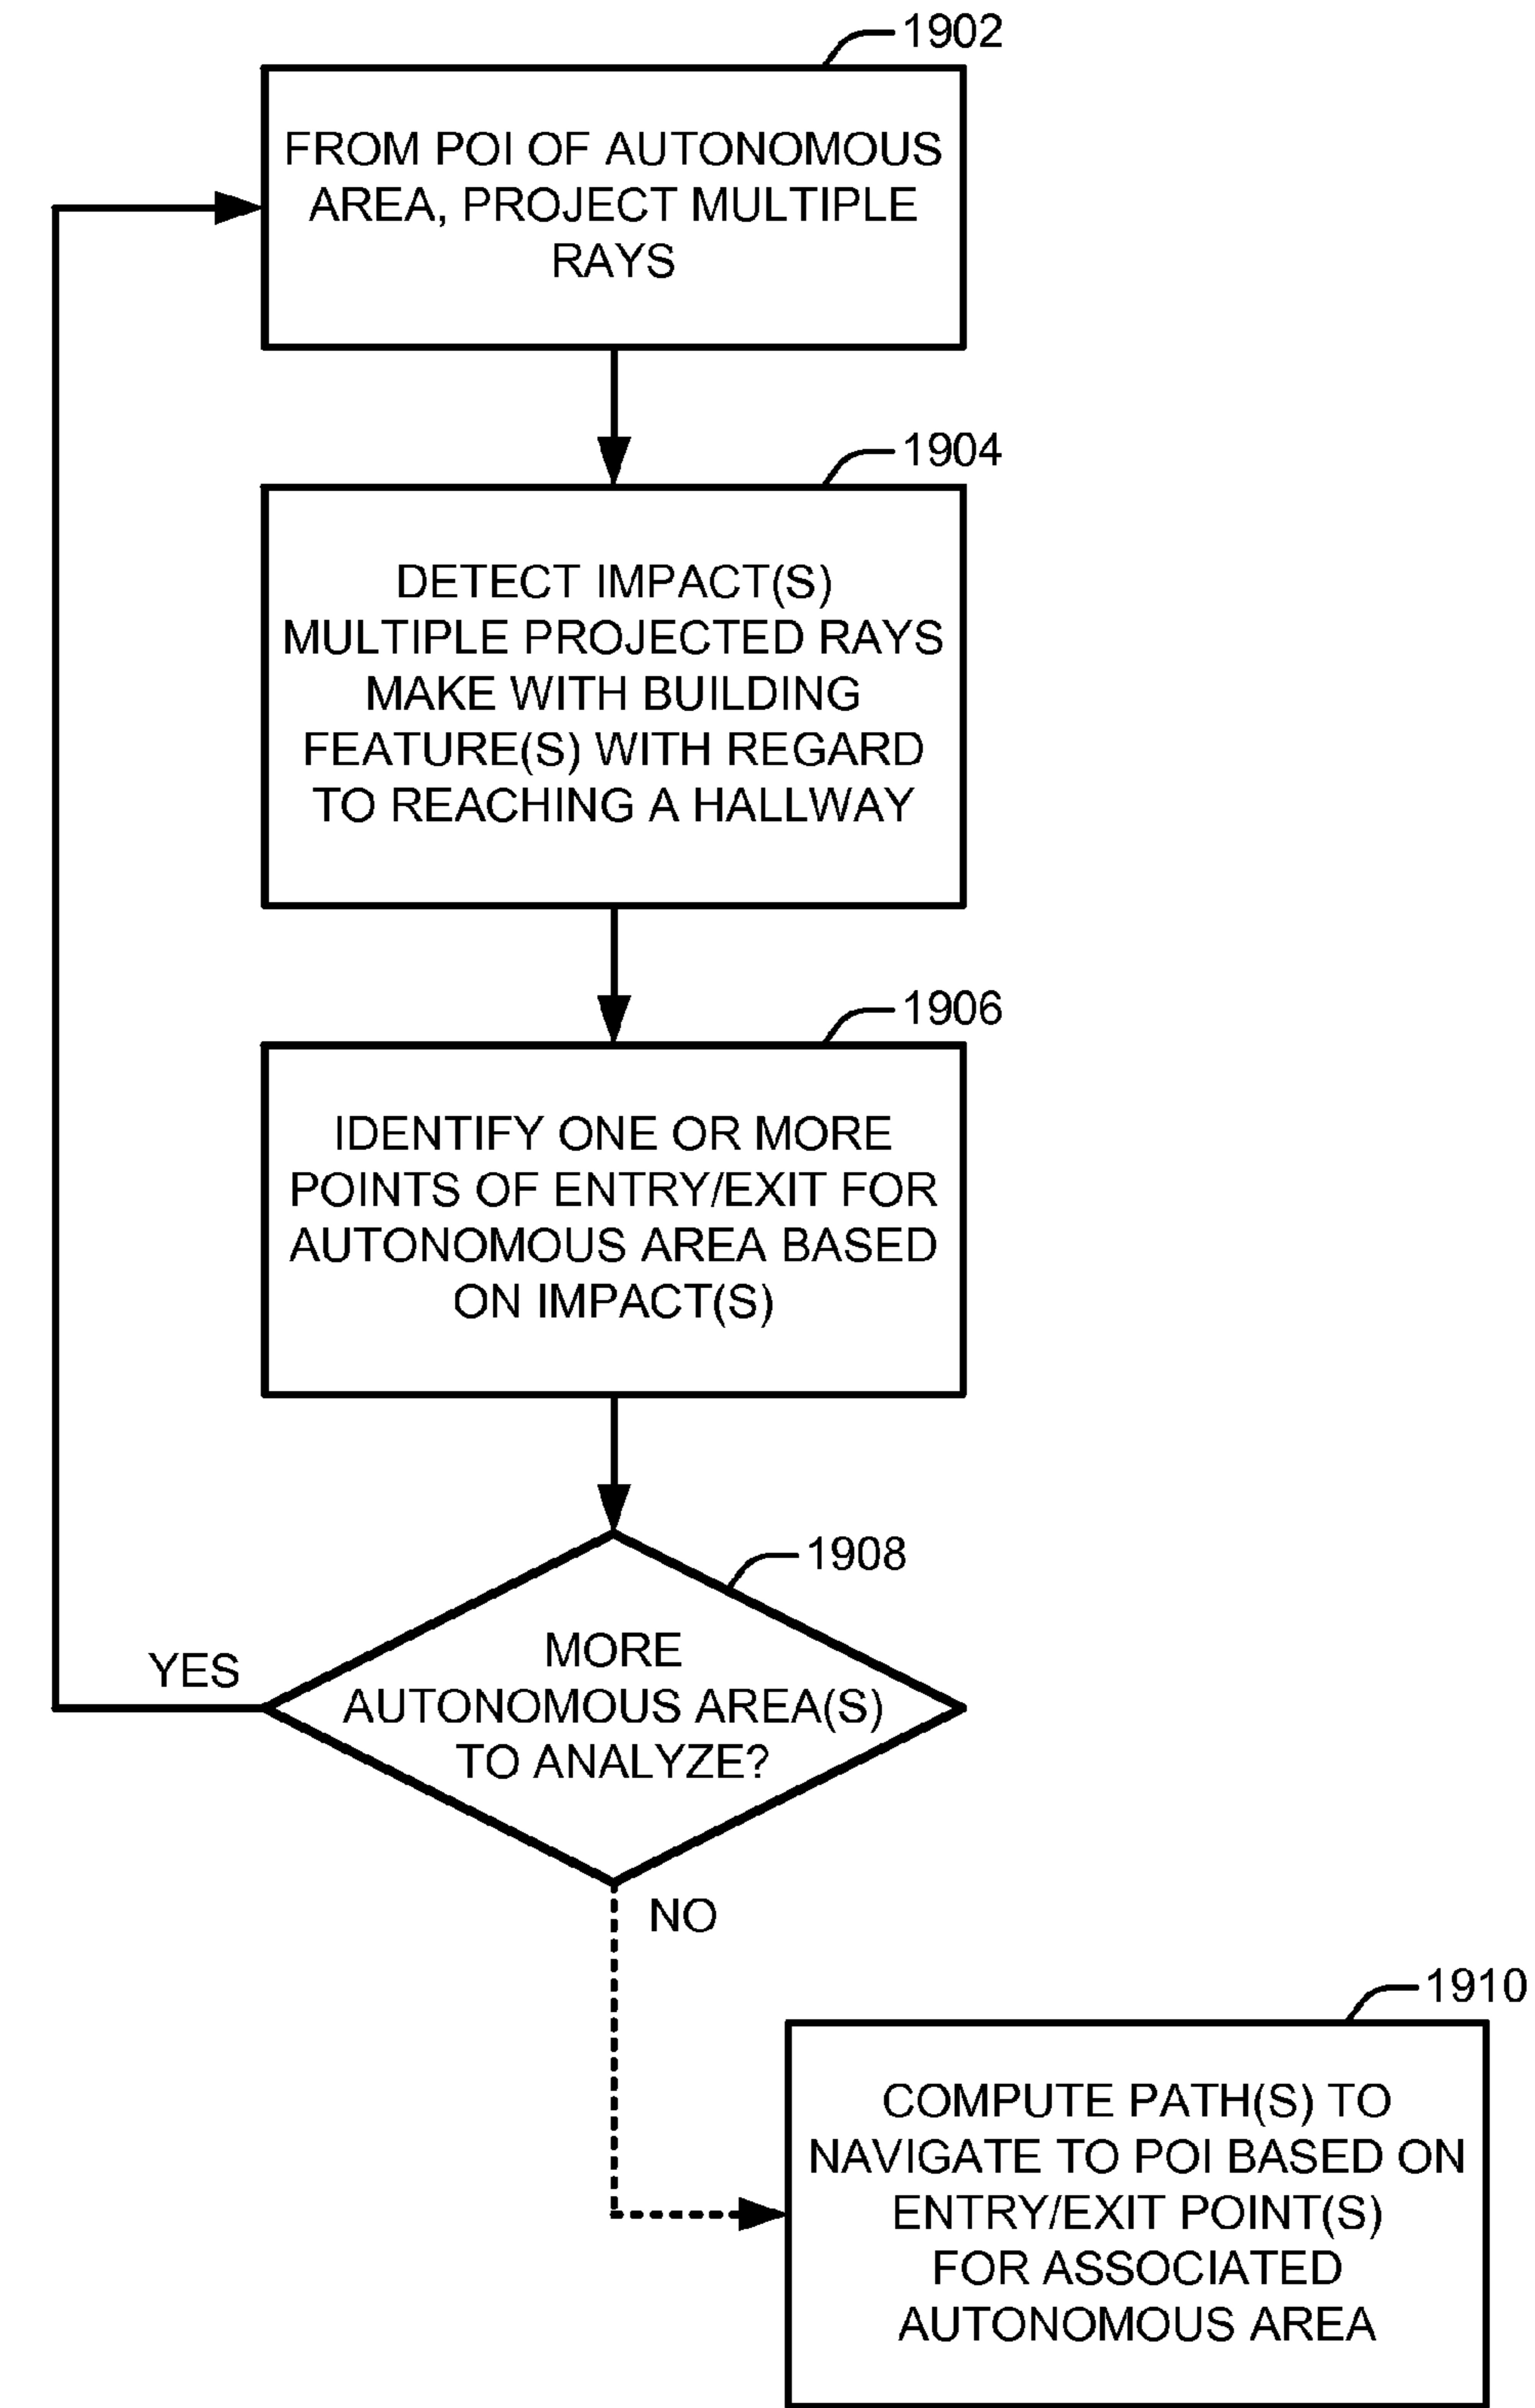 1902
FROM POI OF AUTONOMOUS
AREA, PROJECT MULTIPLE
RAYS
1904
DETECT IMPACT(S)
MULTIPLE PROJECTED RAYS
MAKE WITH BUILDING
FEATURE(S) WITH REGARD
TO REACHING A HALLWAY
1906
IDENTIFY ONE OR MORE
POINTS OF ENTRY/EXIT FOR
AUTONOMOUS AREA BASED
ON IMPACT(S)
1908
MORE
AUTONOMOUS AREA(S)
TO ANALYZE?
YES
NO
1910
COMPUTE PATH(S) TO
NAVIGATE TO POI BASED ON
ENTRY/EXIT POINT(S)
FOR ASSOCIATED
AUTONOMOUS AREA